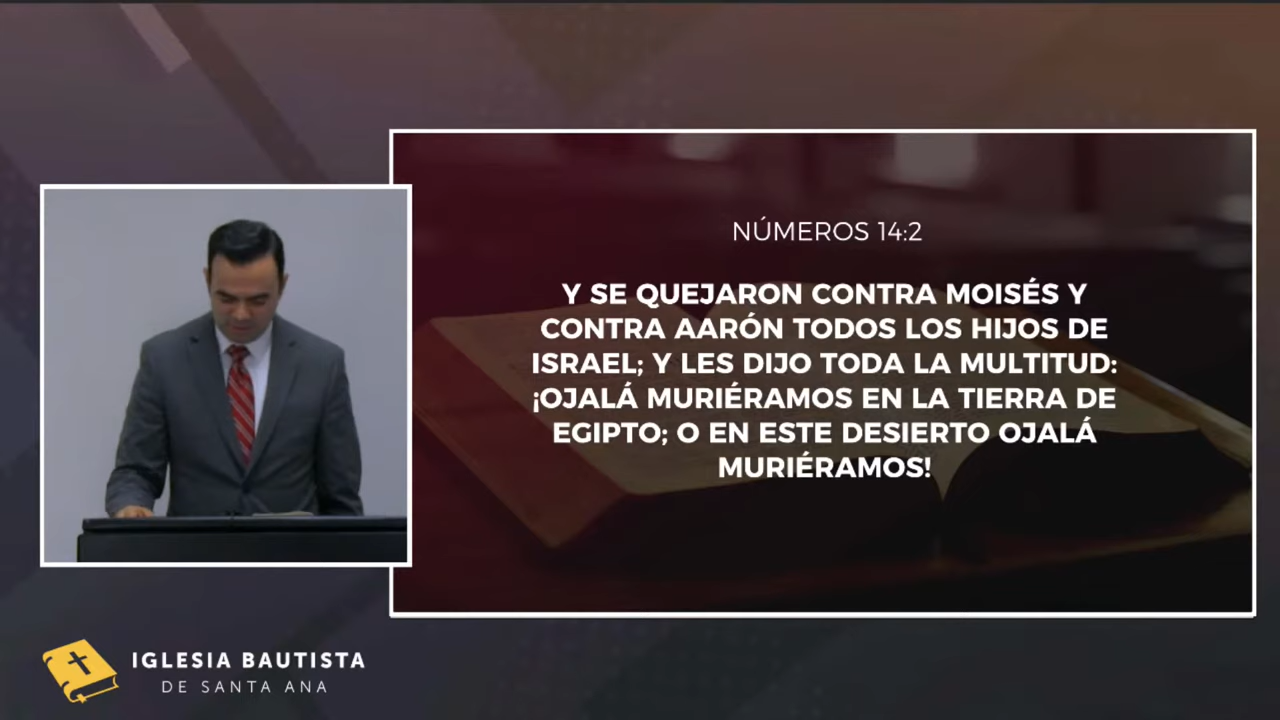 NÚMEROS 14:2
Y SE QUEJARON CONTRA MOISÉS Y
CONTRA AARÓN TODOS LOS HIJOS DE
ISRAEL; Y LES DIJO TODA LA MULTITUD:
¡OJALÁ MURIÉRAMOS EN LA TIERRA DE
EGIPTO; O EN ESTE DESIERTO OJALÁ
MURIÉRAMOS!
IGLESIA BAUTISTA
DE SANTA ANA